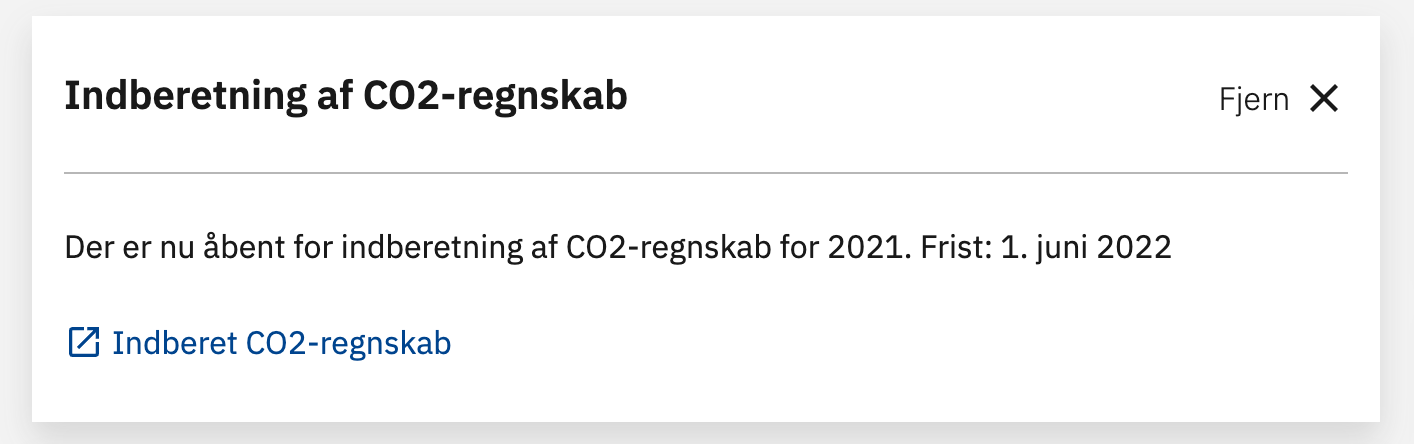 Indberetning af CO2-regnskab
Fjern
Der er nu åbent for indberetning af CO2-regnskab for 2021. Frist: 1. juni 2022
Indberet CO2-regnskab